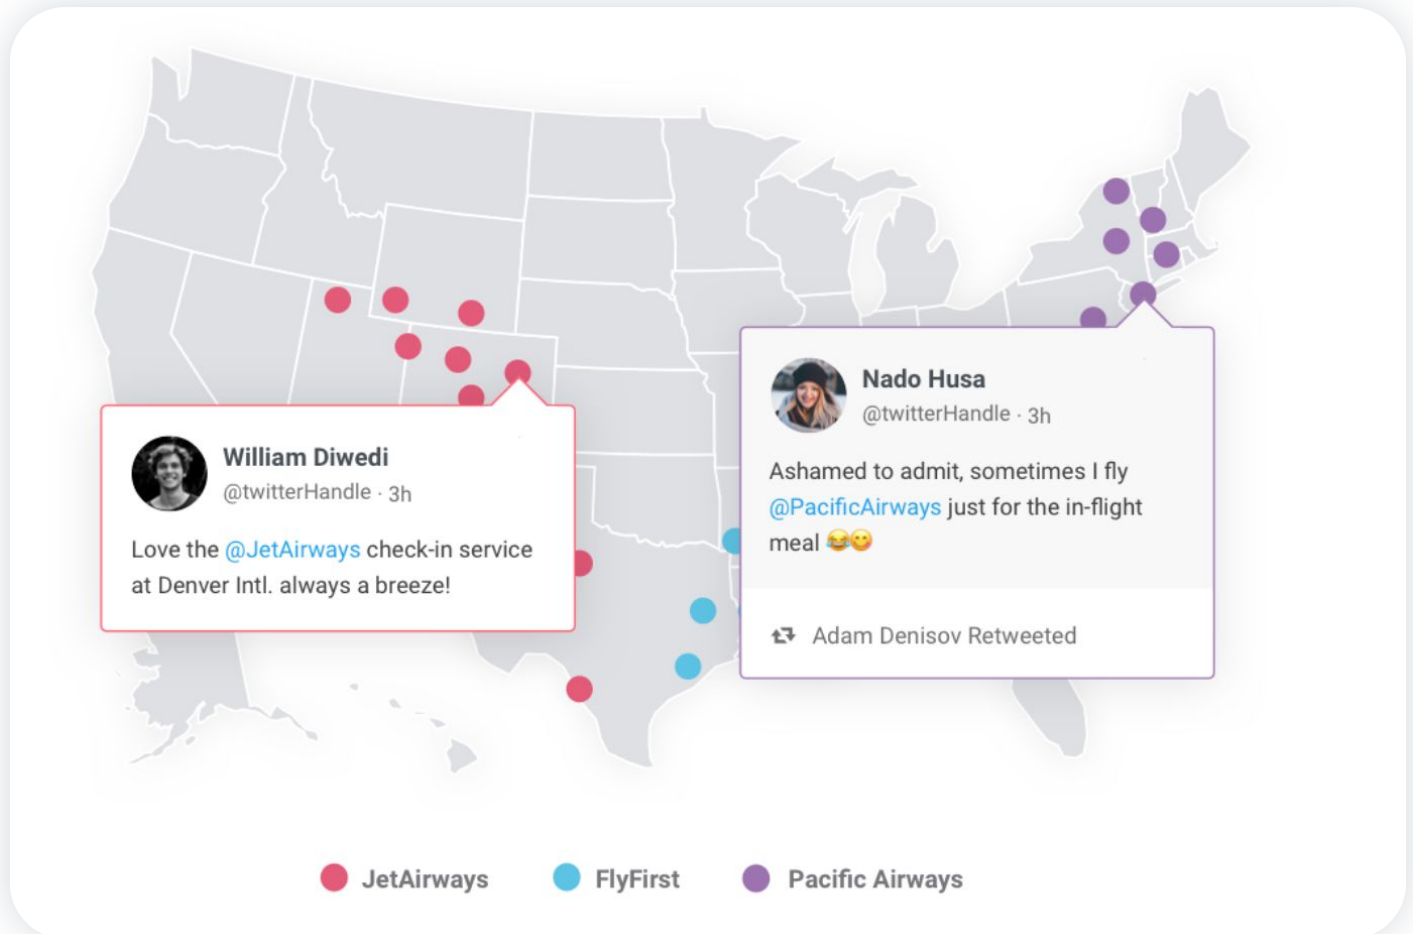 William Diwedi
@twitterHandle · 3h
Love the @JetAirways check-in service
at Denver Intl. always a breeze!
Nado Husa
@twitterHandle · 3h
Ashamed to admit, sometimes I fly
@PacificAirways just for the in-flight
meal 😂😋
Adam Denisov Retweeted
JetAirways
FlyFirst
Pacific Airways